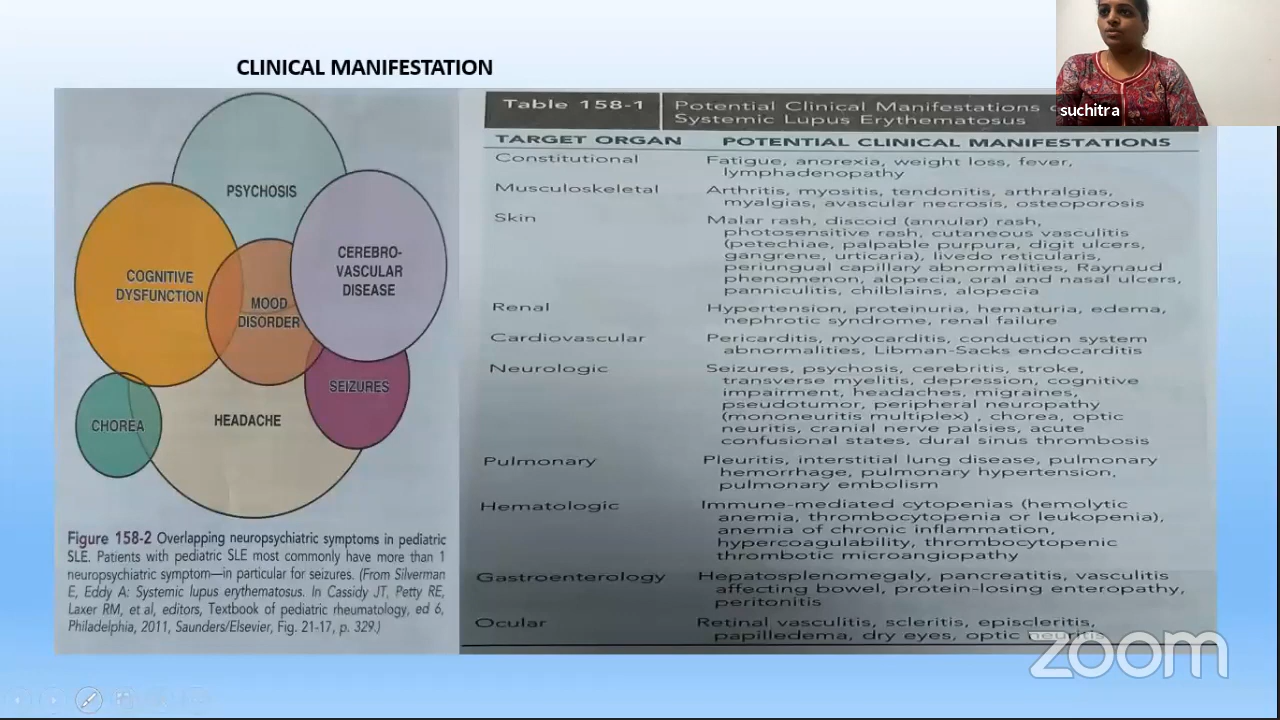 CLINICAL MANIFESTATION
suchitra
PSYCHOSIS
COGNITIVE
DYSFUNCTION
MOOD
DISORDER
CEREBRO-
VASCULAR
DISEASE
SEIZURES
CHOREA
HEADACHE
Figure 158-2 Overlapping neuropsychiatric symptoms in pediatric
SLE. Patients with pediatric SLE most commonly have more than 1
neuropsychiatric symptom—in particular for seizures. (From Silverman
E, Eddy A: Systemic lupus erythematosus. In Cassidy JT, Petty RE,
Laxer RM, et al, editors, Textbook of pediatric rheumatology, ed 6,
Philadelphia, 2011, Saunders/Elsevier, Fig. 21-17, p. 329.)
Table 158-1 Potential Clinical Manifestations
Systemic Lupus Erythematosus
TARGET ORGAN POTENTIAL CLINICAL MANIFESTATIONS
Constitutional Fatigue, anorexia, weight loss, fever,
lymphadenopathy
Musculoskeletal Arthritis, myositis, tendonitis, arthralgias,
myalgias, avascular necrosis, osteoporosis
Skin Malar rash, discoid (annular) rash,
photosensitive rash, cutaneous vasculitis
(petechiae, palpable purpura, digit ulcers,
gangrene, urticaria), livedo reticularis,
periungual capillary abnormalities, Raynaud
phenomenon, alopecia, oral and nasal ulcers,
panniculitis, chilblains, alopecia
Renal Hypertension, proteinuria, hematuria, edema,
nephrotic syndrome, renal failure
Cardiovascular Pericarditis, myocarditis, conduction system
abnormalities, Libman-Sacks endocarditis
Neurologic Seizures, psychosis, cerebritis, stroke,
transverse myelitis, depression, cognitive
impairment, headaches, migraines,
pseudotumor, peripheral neuropathy
(mononeuritis multiplex) , chorea, optic
neuritis, cranial nerve palsies, acute
confusional states, dural sinus thrombosis
Pulmonary Pleuritis, interstitial lung disease, pulmonary
hemorrhage, pulmonary hypertension,
pulmonary embolism
Hematologic Immune-mediated cytopenias (hemolytic
anemia, thrombocytopenia or leukopenia),
anemia of chronic inflammation,
hypercoagulability, thrombocytopenic
thrombotic microangiopathy
Gastroenterology Hepatosplenomegaly, pancreatitis, vasculitis
affecting bowel, protein-losing enteropathy,
peritonitis
Ocular Retinal vasculitis, scleritis, episcleritis,
papilledema, dry eyes, optic neuritis
zoom